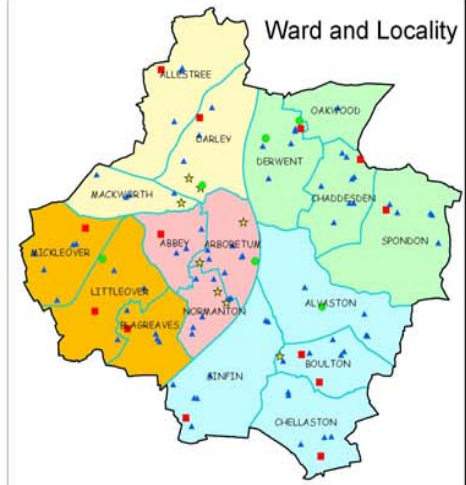 Ward and Locality
ALLESTREE
OAKWOOD
DARLEY
DERWENT
MACKWORTH
CHADDESDEN
SPONDON
ABBEY
ARBORETUM
MICKLEOVER
LITTLEOVER
ALVASTON
NORMANTON
BLAGREAVES
BOULTON
SINFIN
CHELLASTON